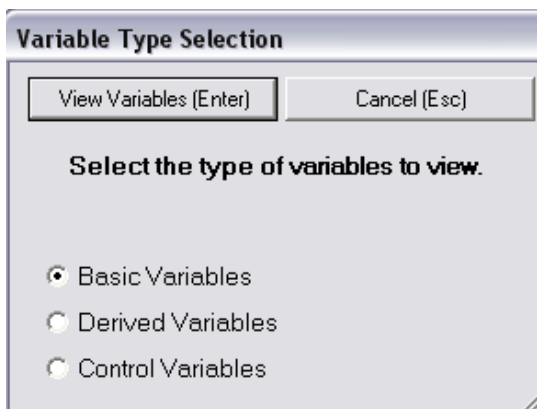 Variable Type Selection
View Variables (Enter) Cancel (Esc)
Select the type of variables to view.
Basic Variables
Derived Variables
Control Variables